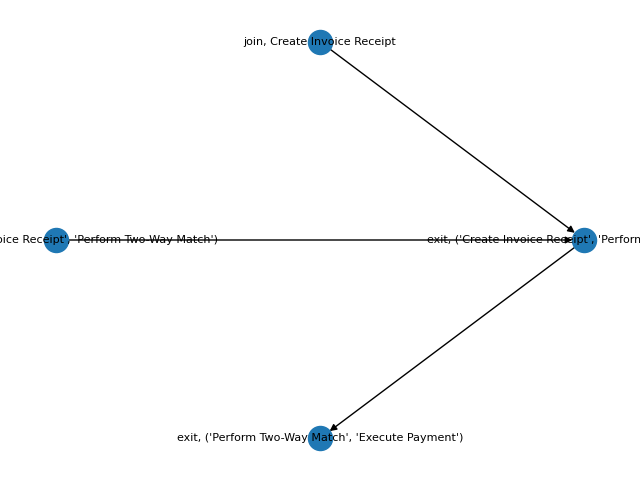 join, Create Invoice Receipt
Receipt', 'Perform Two-Way Match')
exit, ('Create Invoice Receipt', 'Perform
exit, ('Perform Two-Way Match', 'Execute Payment')